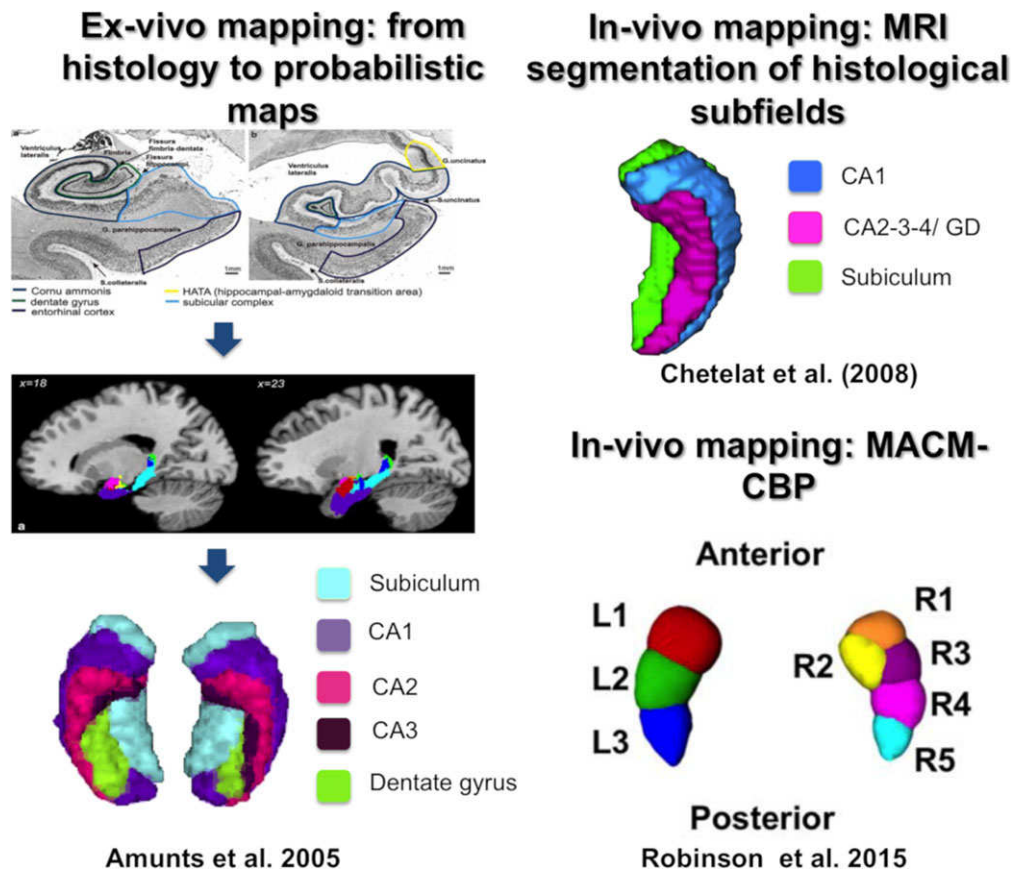 Ex-vivo mapping: from
histology to probabilistic
maps
a
Fissura
fimbria-dentata
Ventriculus
lateralis
Fimbria
Fissura
hippocampi
G. parahippocampalis
S.collateralis
1mm
b
G.uncinatus
Ventriculus
lateralis
S.uncinatus
G. parahippocampalis
S.collateralis
1mm
Cornu ammonis
dentate gyrus
entorhinal cortex
HATA (hippocampal-amygdaloid transition area)
subicular complex
x=18
x=23
a
Subiculum
CA1
CA2
CA3
Dentate gyrus
Amunts et al. 2005
In-vivo mapping: MRI
segmentation of histological
subfields
CA1
CA2-3-4/ GD
Subiculum
Chetelat et al. (2008)
In-vivo mapping: MACM-
CBP
Anterior
L1
L2
L3
R1
R2
R3
R4
R5
Posterior
Robinson et al. 2015